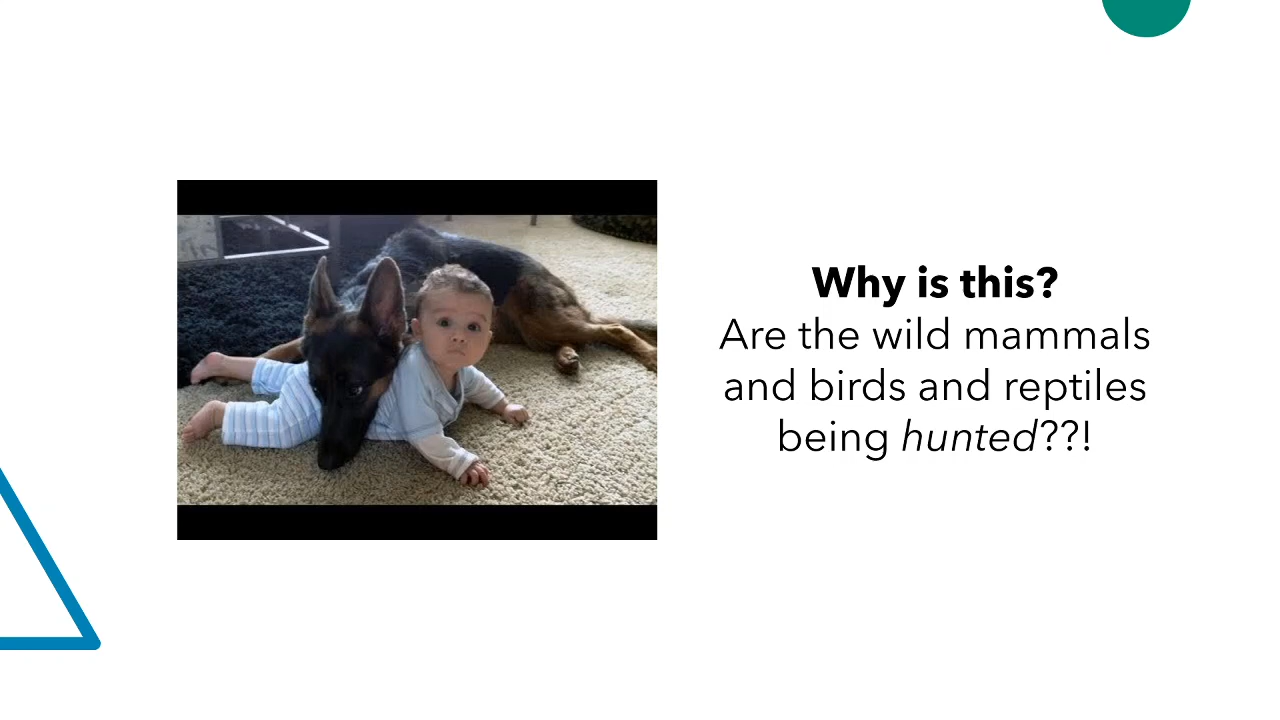 Why is this?
Are the wild mammals
and birds and reptiles
being hunted??!